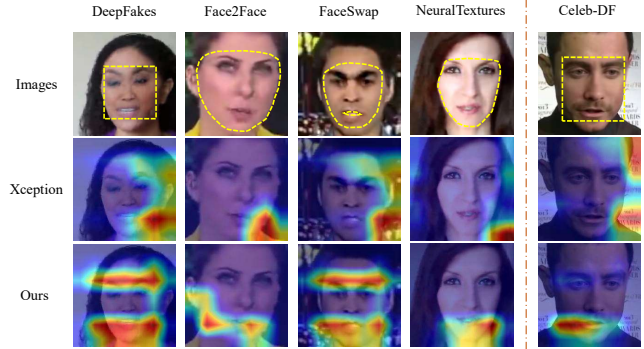 DeepFakes Face2Face FaceSwap NeuralTextures Celeb-DF
Images
Xception
Ours